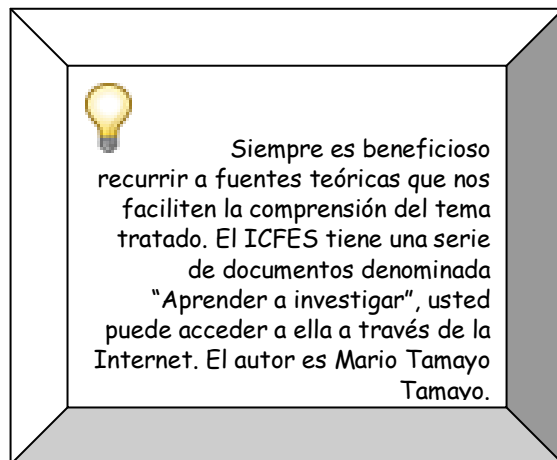 Siempre es beneficioso
recurrir a fuentes teóricas que nos
faciliten la comprensión del tema
tratado. El ICFES tiene una serie
de documentos denominada
“Aprender a investigar”, usted
puede acceder a ella a través de la
Internet. El autor es Mario Tamayo
Tamayo.